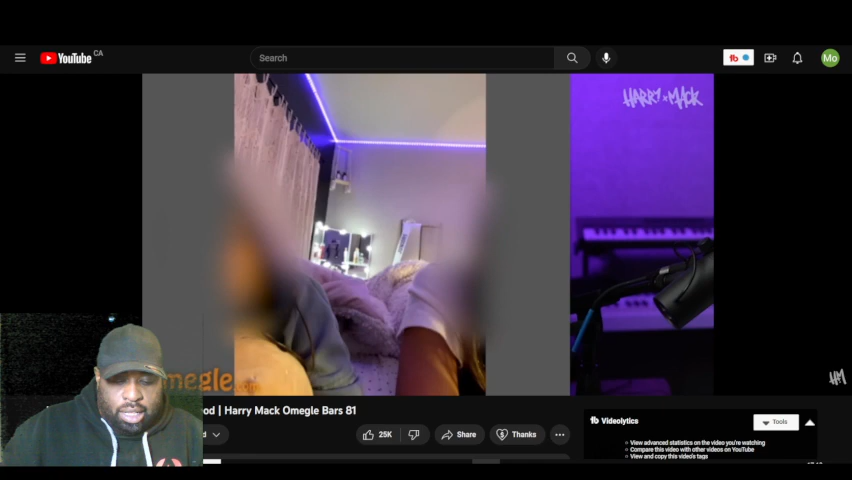 YouTube CA
Search
Mo
HARRY MACK
HM
megle.com
od | Harry Mack Omegle Bars 81
d
25K
Share
Thanks
Videolytics
Tools
View advanced statistics on the video you're watching
Compare this video with other videos on YouTube
View and copy this video's tags